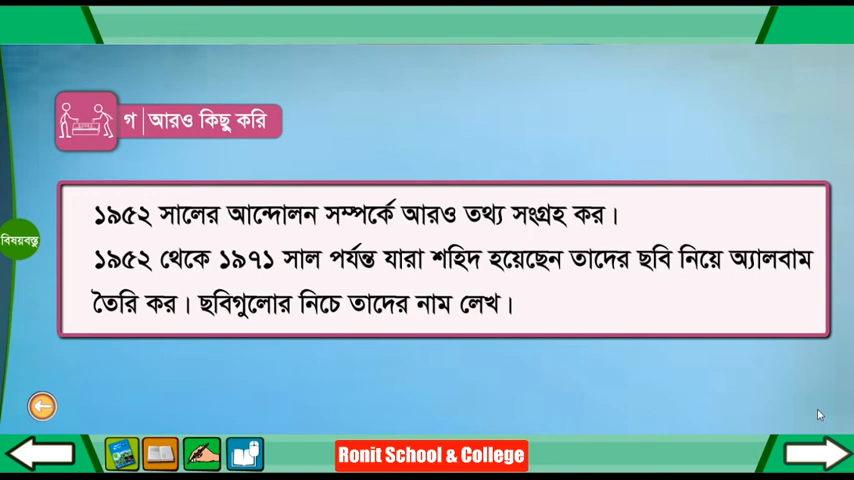 গ | আরও কিছু করি
১৯৫২ সালের আন্দোলন সম্পর্কে আরও তথ্য সংগ্রহ কর।
১৯৫২ থেকে ১৯৭১ সাল পর্যন্ত যারা শহিদ হয়েছেন তাদের ছবি নিয়ে অ্যালবাম
তৈরি কর। ছবিগুলোর নিচে তাদের নাম লেখ।
বিষয়বস্তু
Ronit School & College